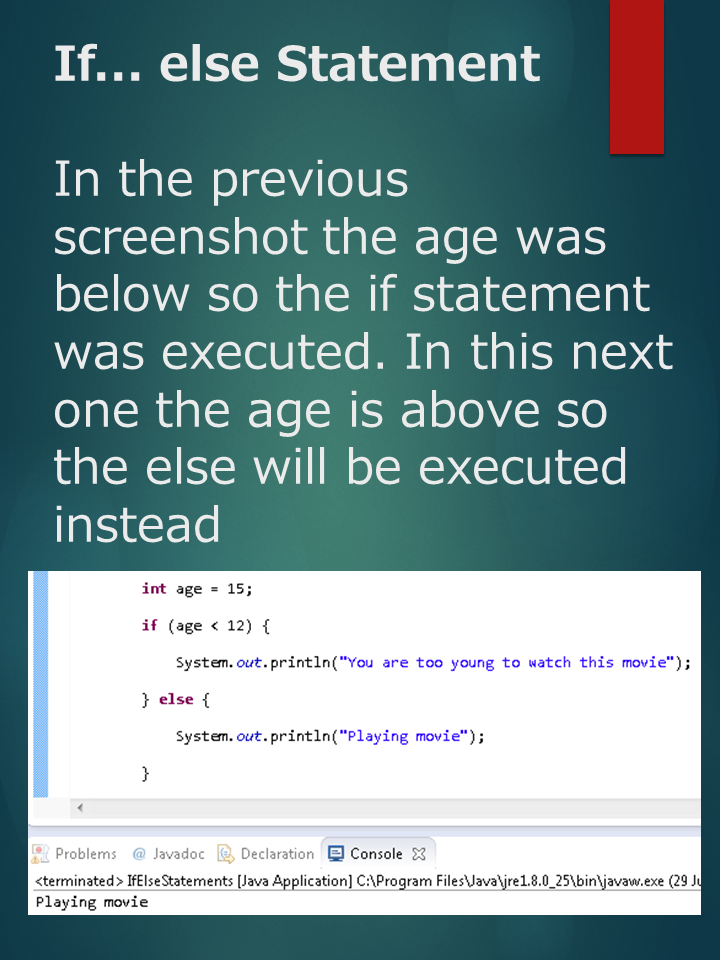 If... else Statement
In the previous
screenshot the age was
below so the if statement
was executed. In this next
one the age is above so
the else will be executed
instead
int age = 15;
if (age < 12) {
System.out.println("You are too young to watch this movie");
} else {
System.out.println("Playing movie");
}
Problems @ Javadoc Declaration Console
<terminated> IfElseStatements [Java Application] C:\Program Files\Java\jre1.8.0_25\bin\javaw.exe (29 Ju
Playing movie